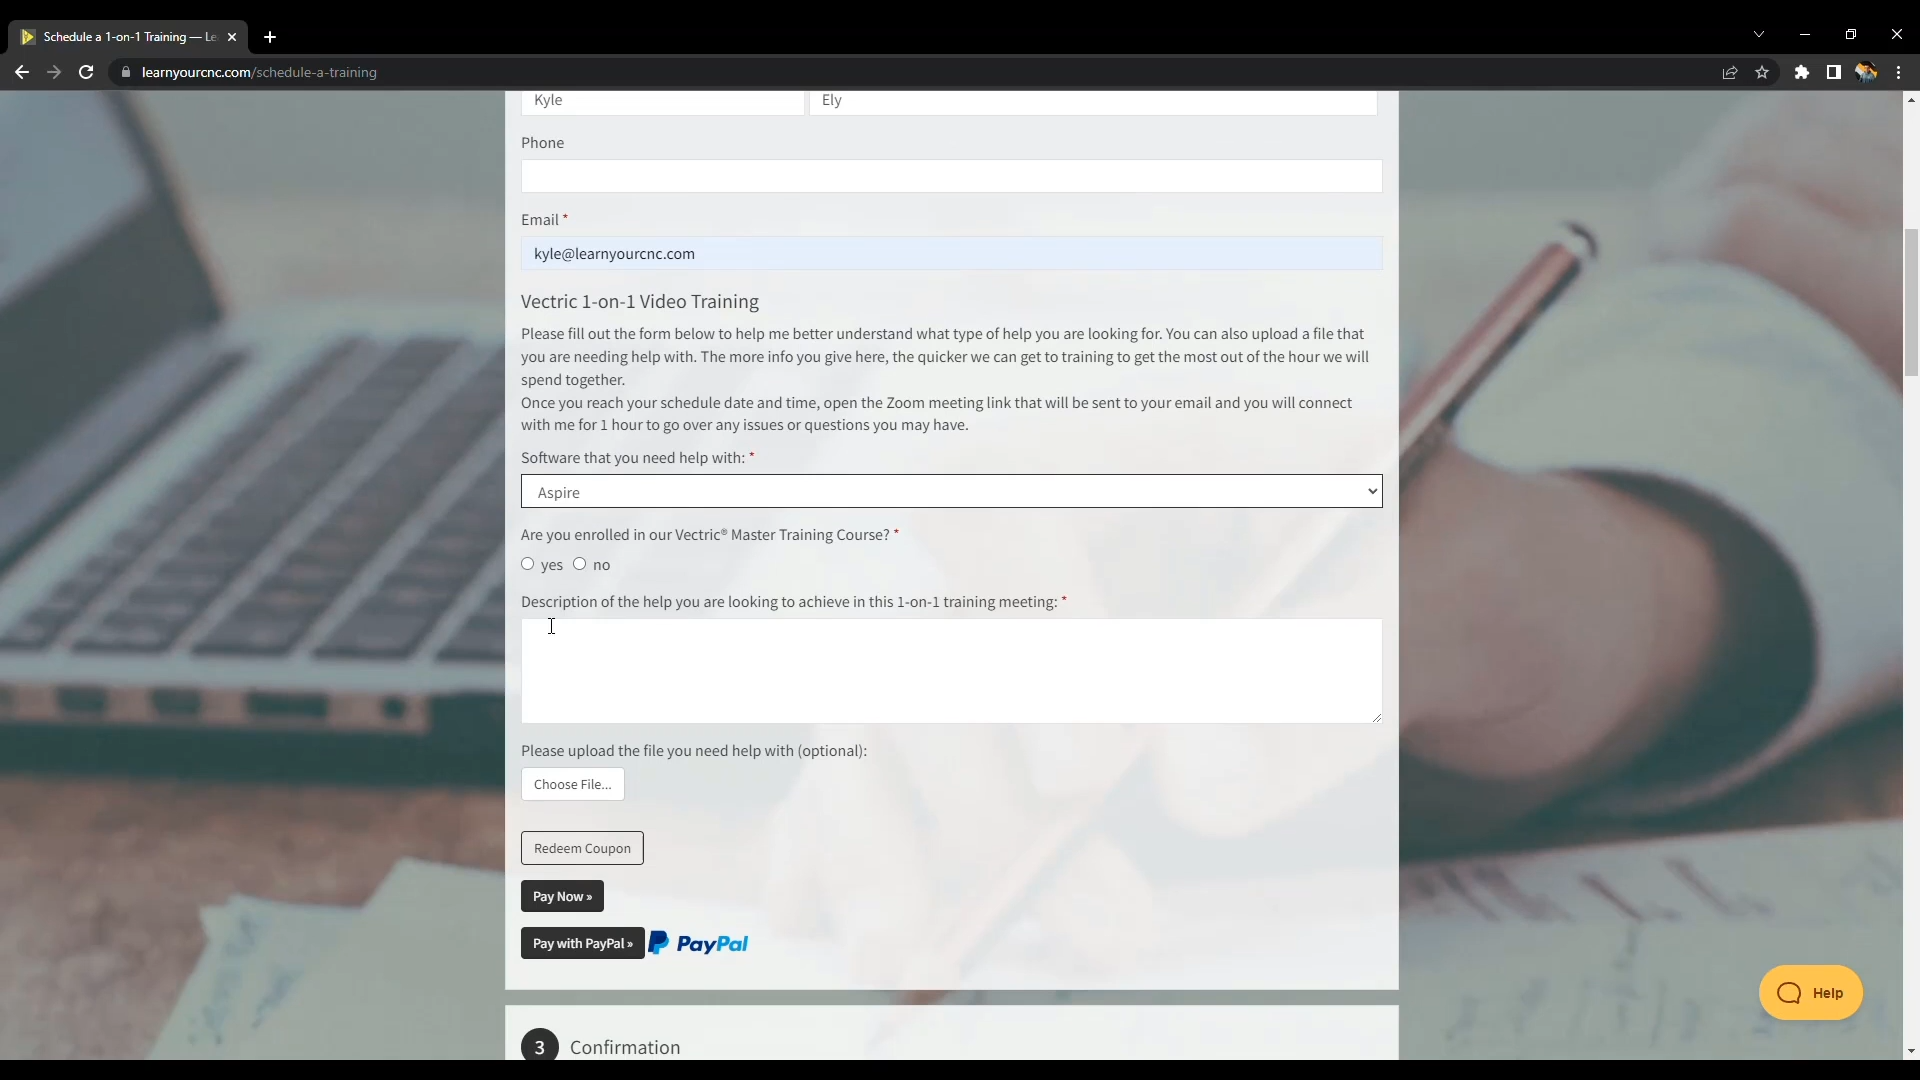 Schedule a 1-on-1 Training — Le
learnyourcnc.com/schedule-a-training
Kyle
Ely
Phone
Email *
kyle@learnyourcnc.com
Vectric 1-on-1 Video Training
Please fill out the form below to help me better understand what type of help you are looking for. You can also upload a file that
you are needing help with. The more info you give here, the quicker we can get to training to get the most out of the hour we will
spend together.
Once you reach your schedule date and time, open the Zoom meeting link that will be sent to your email and you will connect
with me for 1 hour to go over any issues or questions you may have.
Software that you need help with: *
Aspire
Are you enrolled in our Vectric® Master Training Course? *
yes no
Description of the help you are looking to achieve in this 1-on-1 training meeting: *
Please upload the file you need help with (optional):
Choose File...
Redeem Coupon
Pay Now »
Pay with PayPal » PayPal
Help
3 Confirmation